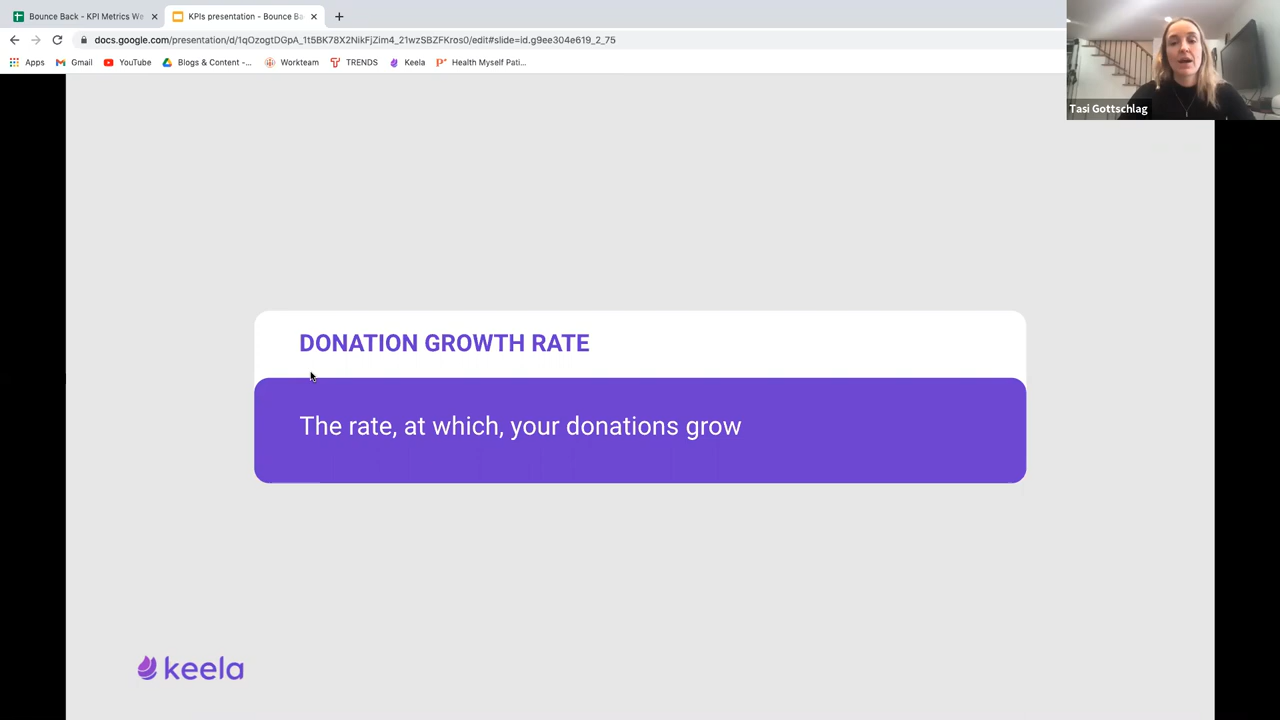 Bounce Back - KPI Metrics We
KPIs presentation - Bounce Ba
docs.google.com/presentation/d/1qOzogtDGpA_1t5BK78X2NikFjZim4_21wzSBZFKros0/edit#slide=id.g9ee304e619_2_75
Apps Gmail YouTube Blogs & Content -... Workteam TRENDS Keela Health Myself Pati...
Tasi Gottschlag
DONATION GROWTH RATE
The rate, at which, your donations grow
keela